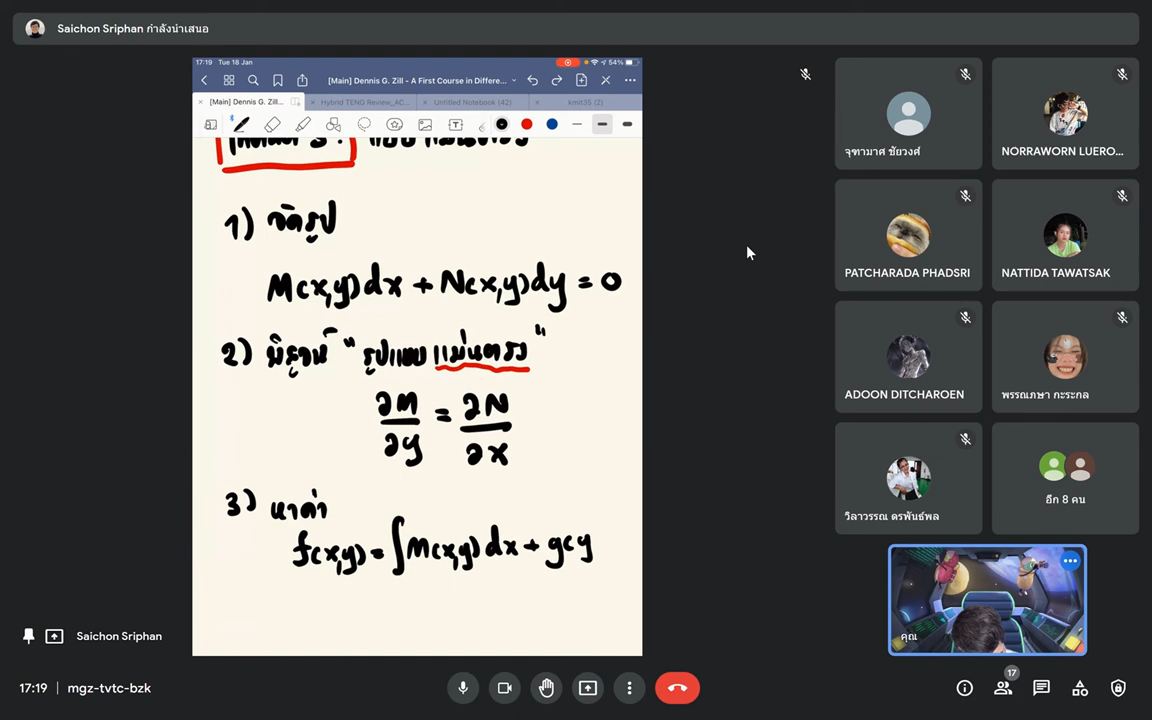 Saichon Sriphan กำลังนำเสนอ
17:19 Tue 18 Jan
54%
[Main] Dennis G. Zill - A First Course in Differe...
[Main] Dennis G. Zill...
Hybrid TENG Review_AC...
Untitled Notebook (42)
kmit35 (2)
1) จัดรูป
M(x,y)dx + N(x,y)dy = 0
2) พิสูจน์ "รูปแบบแม่นตรง"
∂M/∂y = ∂N/∂x
3) หาค่า
f(x,y) = ∫M(x,y)dx + g(y
จุฑามาศ ชัยวงศ์
NORRAWORN LUERO...
PATCHARADA PHADSRI
NATTIDA TAWATSAK
ADOON DITCHAROEN
พรรณภษา กะระกล
วิลาวรรณ ดรพันธ์พล
อีก 8 คน
คุณ
Saichon Sriphan
17:19 | mgz-tvtc-bzk
17